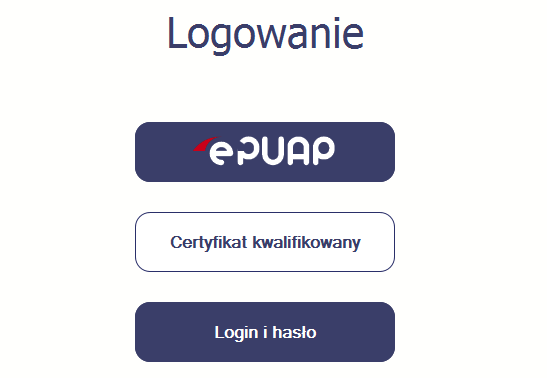 Logowanie
ePUAP
Certyfikat kwalifikowany
Login i hasło